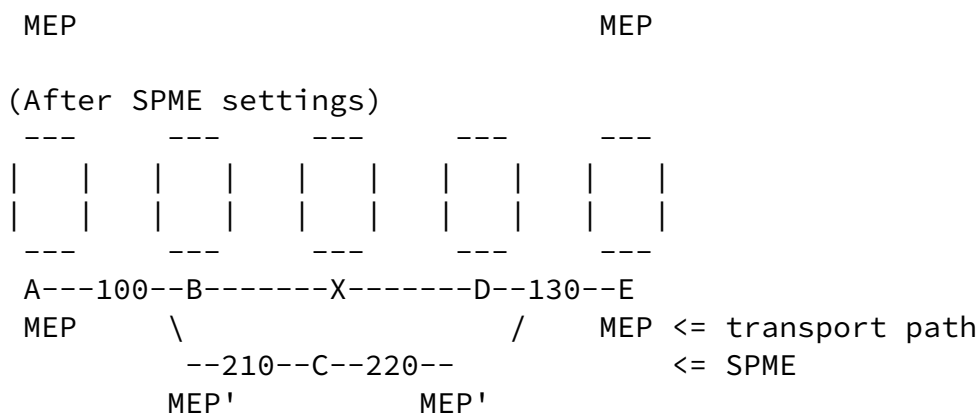 MEP                                     MEP
(After SPME settings)
 ---       ---       ---       ---       ---
|   |     |   |     |   |     |   |     |   |
|   |     |   |     |   |     |   |     |   |
 ---       ---       ---       ---       ---
 A---100--B-------X-------D--130--E
 MEP      \                       /     MEP <= transport path
            --210--C--220--               <= SPME
           MEP'             MEP'